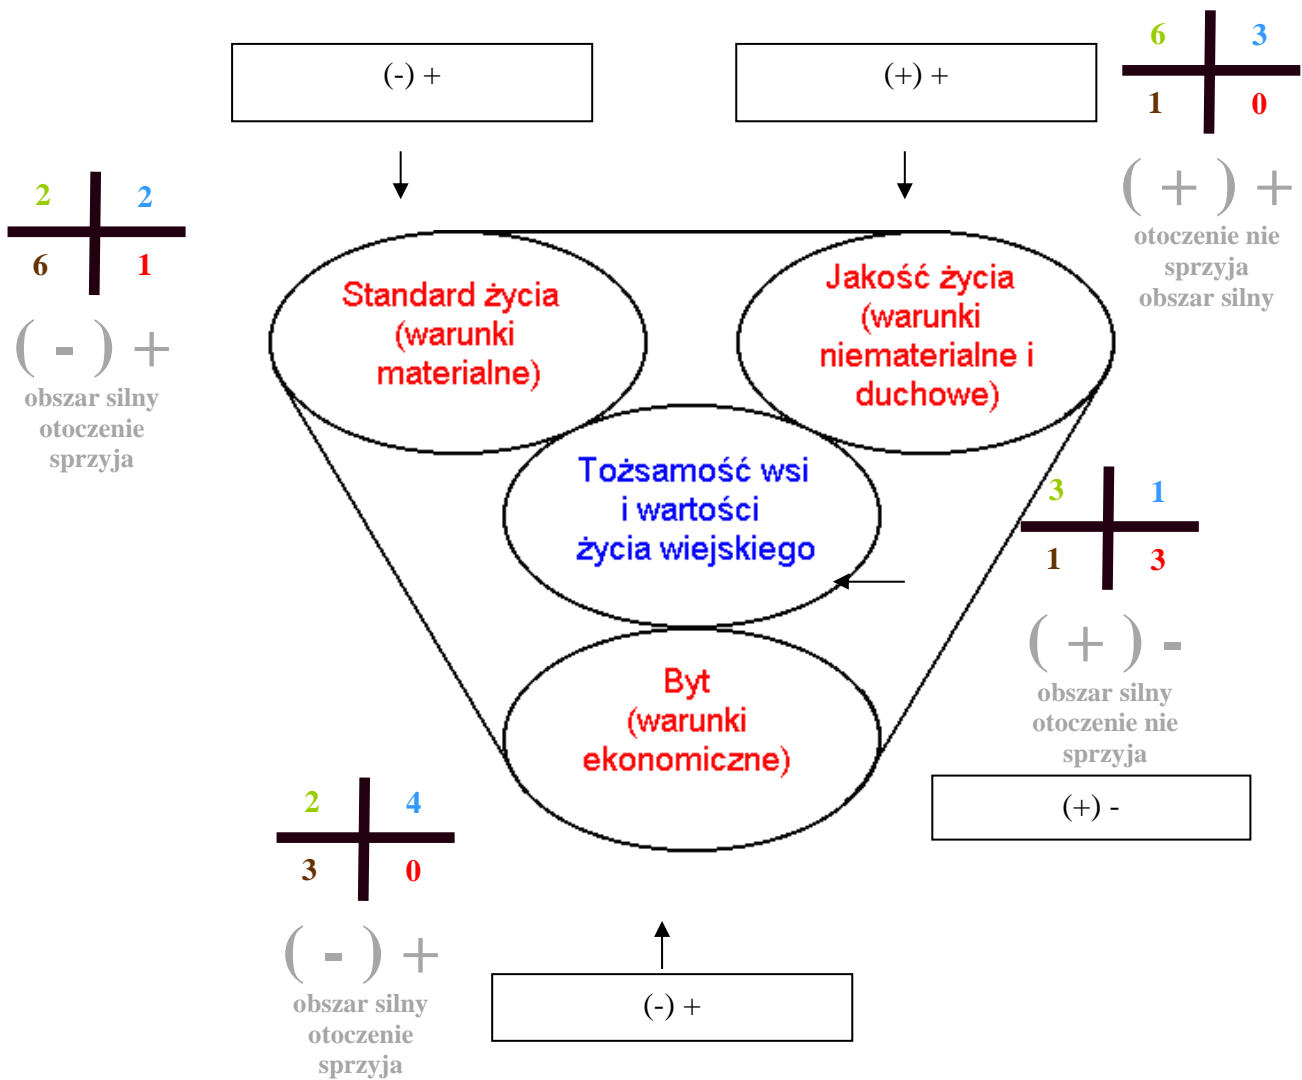 (-) +
(+) +
6 3
1 0
( + ) +
otoczenie nie
sprzyja
obszar silny
2 2
6 1
( - ) +
obszar silny
otoczenie
sprzyja
Standard życia
(warunki
materialne)
Jakość życia
(warunki
niematerialne i
duchowe)
Tożsamość wsi
i wartości
życia wiejskiego
3 1
1 3
( + ) -
obszar silny
otoczenie nie
sprzyja
(+) -
Byt
(warunki
ekonomiczne)
2 4
3 0
( - ) +
obszar silny
otoczenie
sprzyja
(-) +